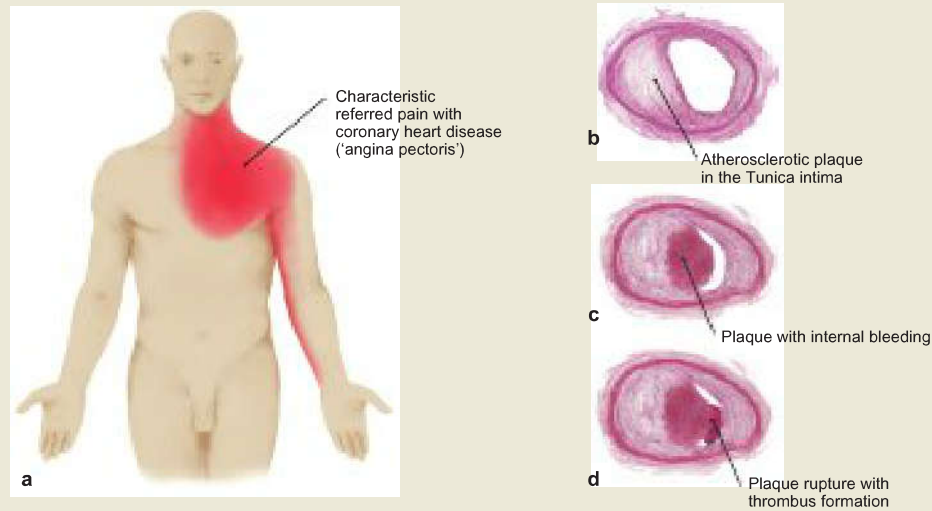 Characteristic
referred pain with
coronary heart disease
(‘angina pectoris’)
a
b
Atherosclerotic plaque
in the Tunica intima
c
Plaque with internal bleeding
d
Plaque rupture with
thrombus formation